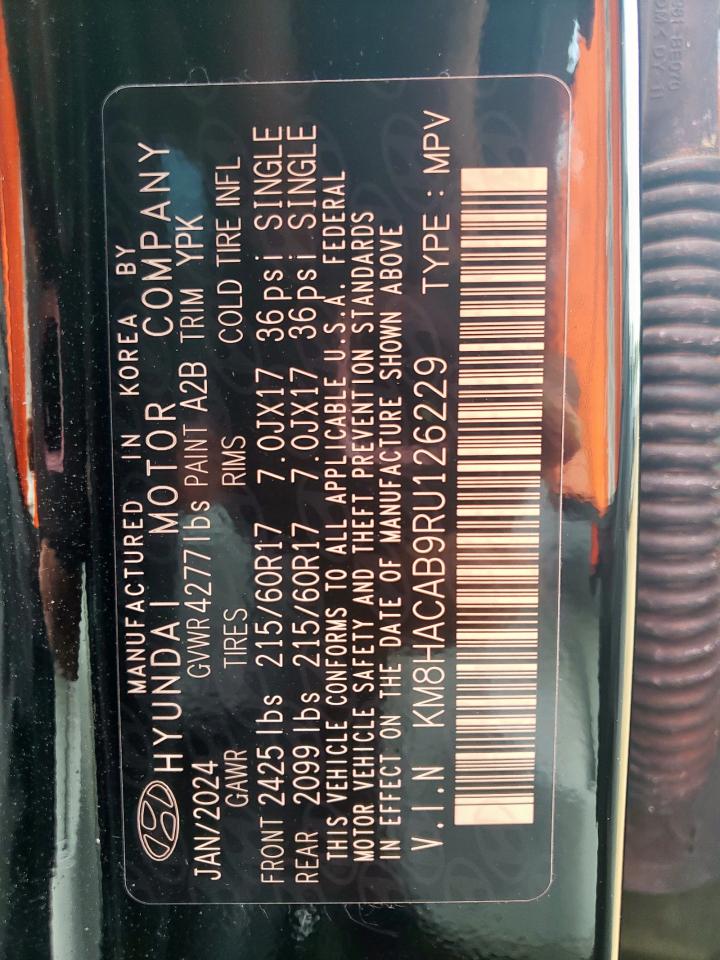 MANUFACTURED IN KOREA BY
HYUNDAI MOTOR COMPANY
JAN/2024 GVWR 4277lbs PAINT A2B TRIM YPK
GAWR TIRES RIMS COLD TIRE INFL
FRONT 2425 lbs 215/60R17 7.0JX17 36psi SINGLE
REAR 2099 lbs 215/60R17 7.0JX17 36psi SINGLE
THIS VEHICLE CONFORMS TO ALL APPLICABLE U.S.A. FEDERAL
MOTOR VEHICLE SAFETY AND THEFT PREVENTION STANDARDS
IN EFFECT ON THE DATE OF MANUFACTURE SHOWN ABOVE
V.I.N KM8HACAB9RU126229 TYPE : MPV